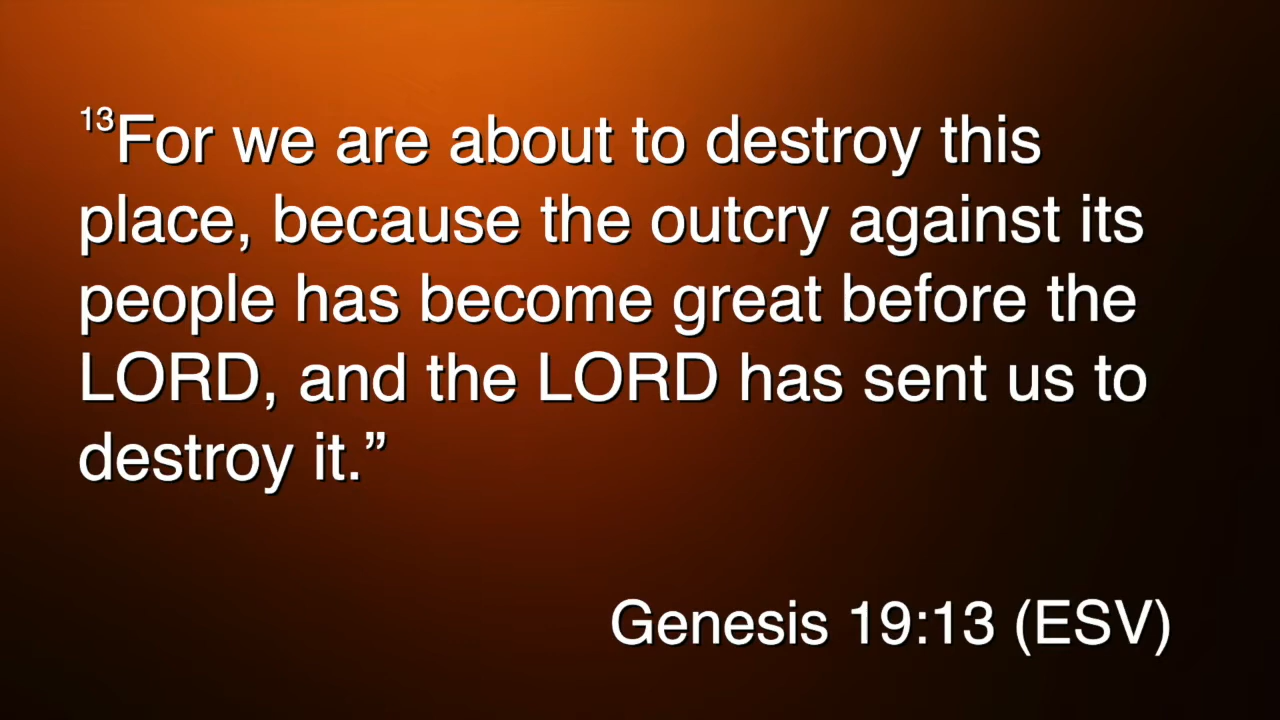 13For we are about to destroy this
place, because the outcry against its
people has become great before the
LORD, and the LORD has sent us to
destroy it.”
Genesis 19:13 (ESV)